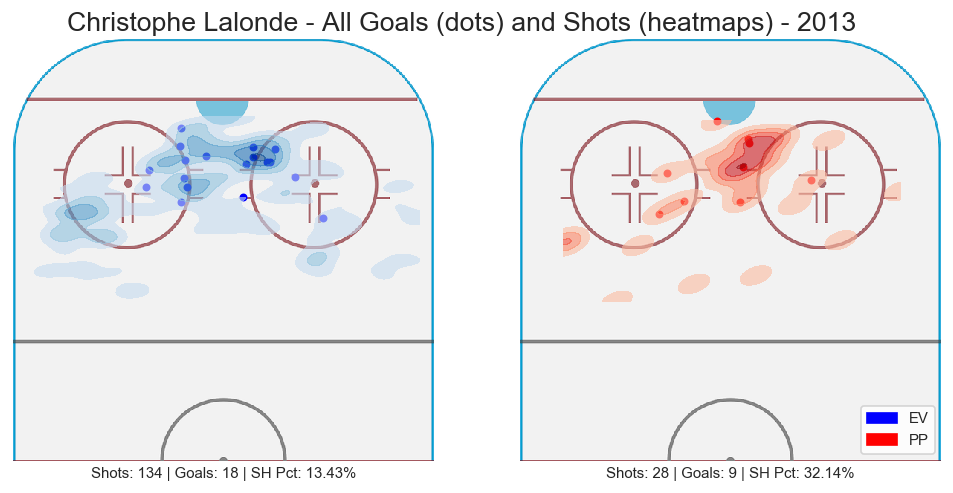 Christophe Lalonde - All Goals (dots) and Shots (heatmaps) - 2013
EV
PP
Shots: 134 | Goals: 18 | SH Pct: 13.43%
Shots: 28 | Goals: 9 | SH Pct: 32.14%